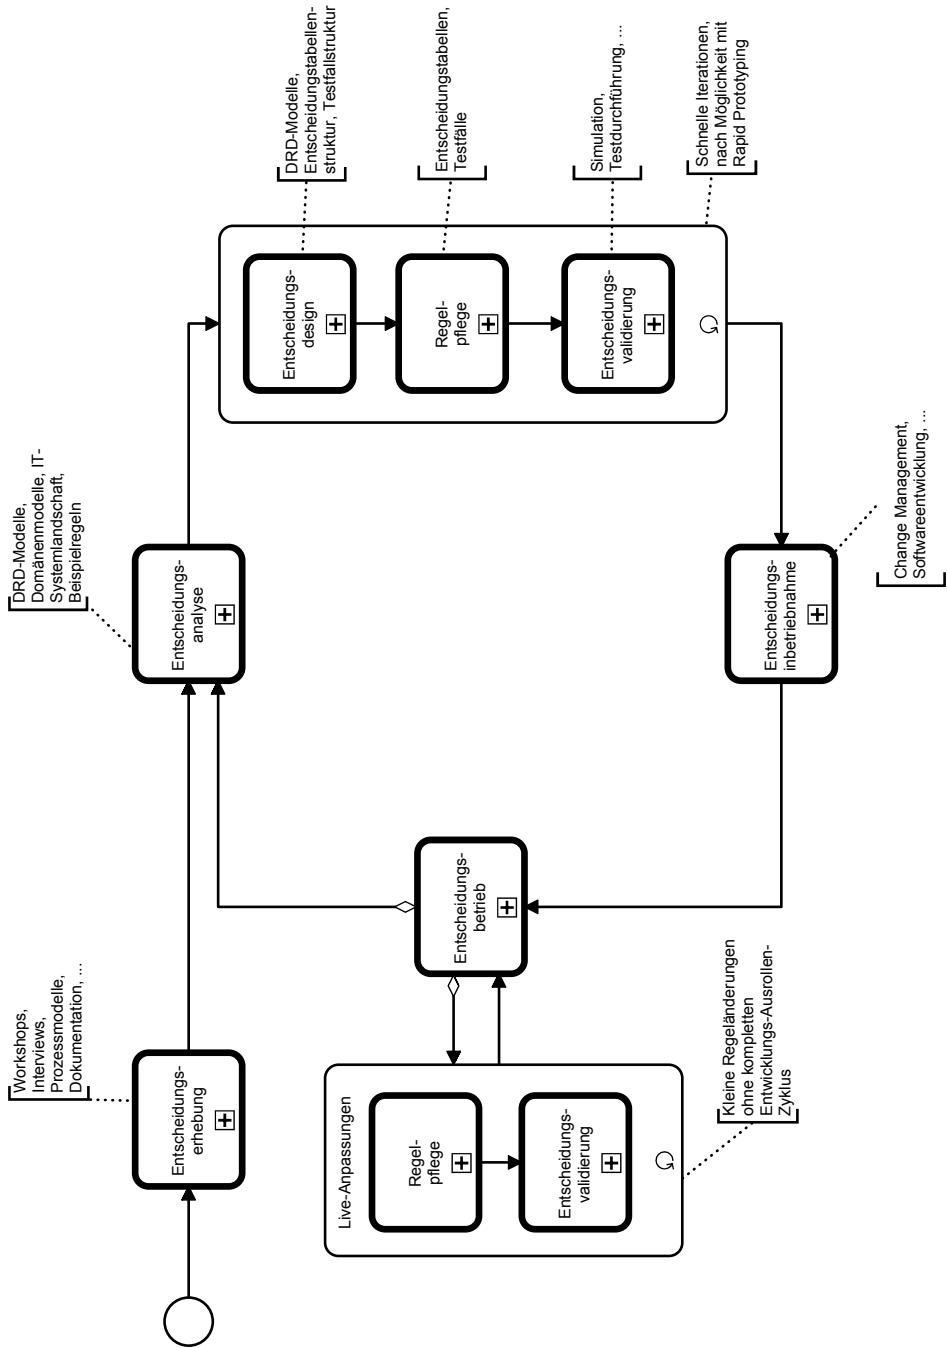 Workshops,
Interviews,
Prozessmodelle,
Dokumentation, ...
Entscheidungs-
erhebung
DRD-Modelle,
Domänenmodelle, IT-
Systemlandschaft,
Beispielregeln
Entscheidungs-
analyse
DRD-Modelle,
Entscheidungstabellen-
struktur, Testfallstruktur
Entscheidungs-
design
Entscheidungstabellen,
Testfälle
Regel-
pflege
Simulation,
Testdurchführung, ...
Entscheidungs-
validierung
Schnelle Iterationen,
nach Möglichkeit mit
Rapid Prototyping
Live-Anpassungen
Regel-
pflege
Entscheidungs-
validierung
Entscheidungs-
betrieb
Kleine Regeländerungen
ohne kompletten
Entwicklungs-Ausrollen-
Zyklus
Entscheidungs-
inbetriebnahme
Change Management,
Softwareentwicklung, ...